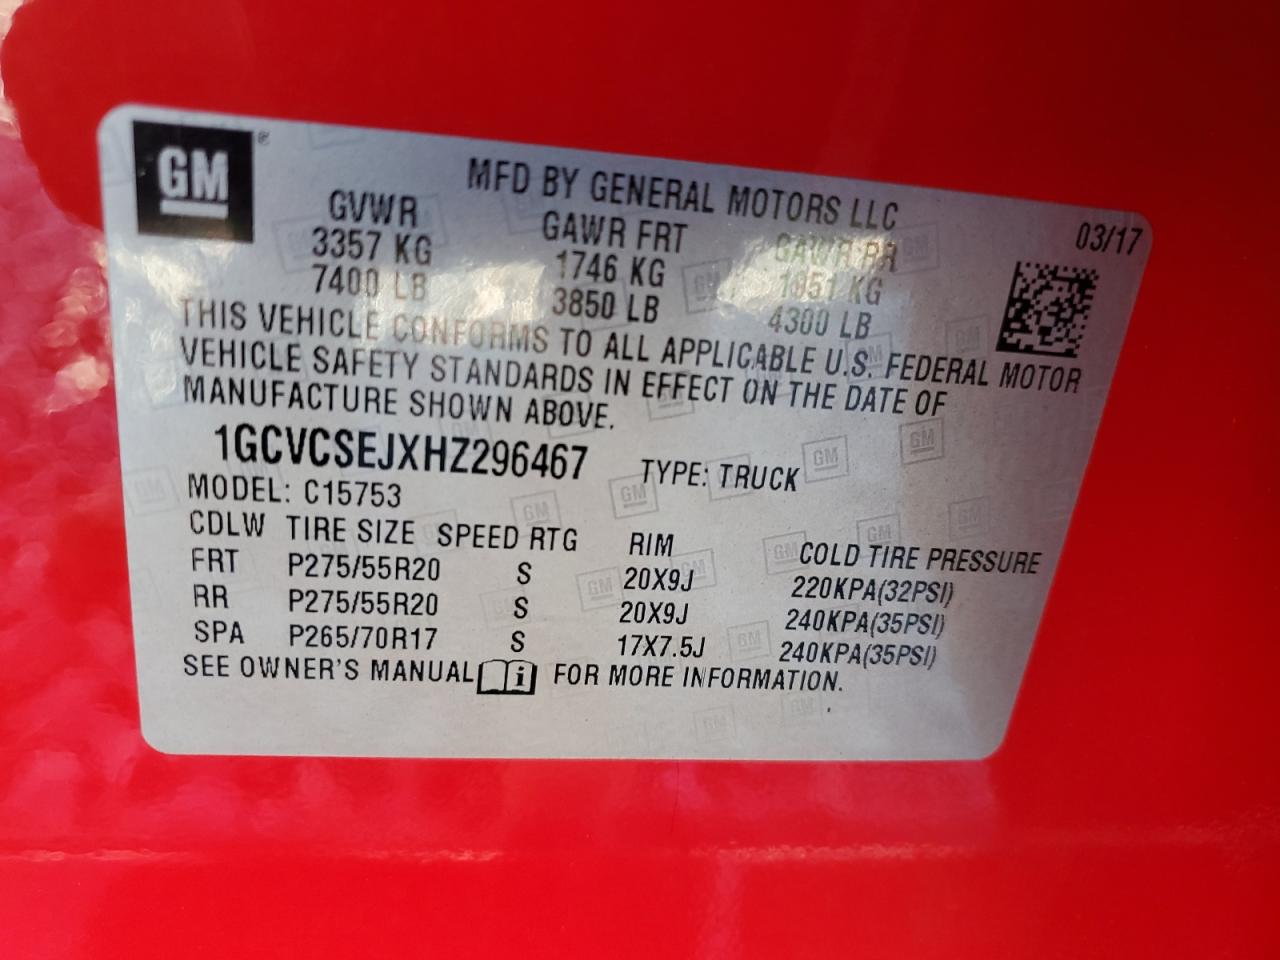 GM ®
MFD BY GENERAL MOTORS LLC
03/17
GVWR GAWR FRT GAWR RR
3357 KG 1746 KG 1951 KG
7400 LB 3850 LB 4300 LB
THIS VEHICLE CONFORMS TO ALL APPLICABLE U.S. FEDERAL MOTOR
VEHICLE SAFETY STANDARDS IN EFFECT ON THE DATE OF
MANUFACTURE SHOWN ABOVE.
1GCVCSEJXHZ296467 TYPE: TRUCK
MODEL: C15753
CDLW TIRE SIZE SPEED RTG RIM COLD TIRE PRESSURE
FRT P275/55R20 S 20X9J 220KPA(32PSI)
RR P275/55R20 S 20X9J 240KPA(35PSI)
SPA P265/70R17 S 17X7.5J 240KPA(35PSI)
SEE OWNER'S MANUAL i FOR MORE INFORMATION.